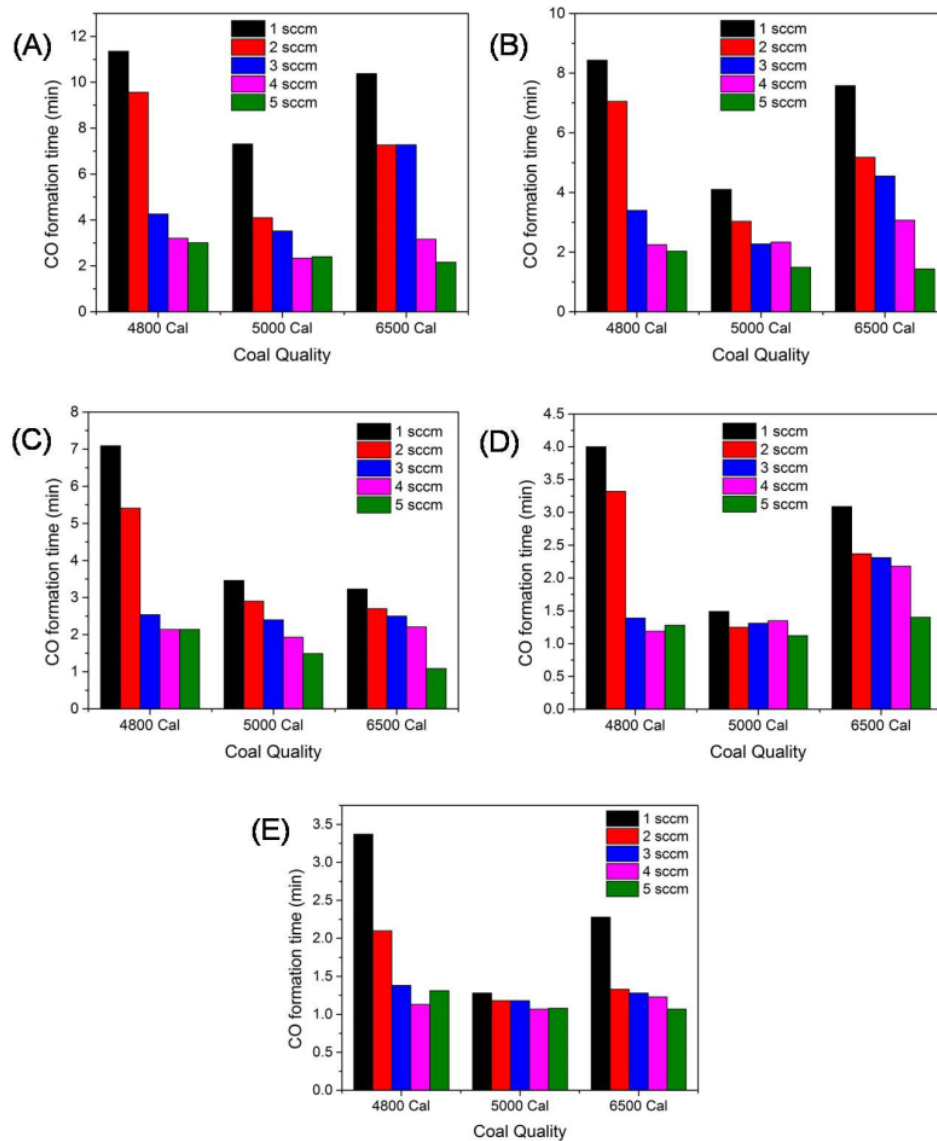 (A)
CO formation time (min)
12
10
8
6
4
2
0
1 sccm
2 sccm
3 sccm
4 sccm
5 sccm
4800 Cal 5000 Cal 6500 Cal
Coal Quality
(B)
CO formation time (min)
10
8
6
4
2
0
1 sccm
2 sccm
3 sccm
4 sccm
5 sccm
4800 Cal 5000 Cal 6500 Cal
Coal Quality
(C)
CO formation time (min)
8
7
6
5
4
3
2
1
0
1 sccm
2 sccm
3 sccm
4 sccm
5 sccm
4800 Cal 5000 Cal 6500 Cal
Coal Quality
(D)
CO formation time (min)
4.5
4.0
3.5
3.0
2.5
2.0
1.5
1.0
0.5
0.0
1 sccm
2 sccm
3 sccm
4 sccm
5 sccm
4800 Cal 5000 Cal 6500 Cal
Coal Quality
(E)
CO formation time (min)
3.5
3.0
2.5
2.0
1.5
1.0
0.5
0.0
1 sccm
2 sccm
3 sccm
4 sccm
5 sccm
4800 Cal 5000 Cal 6500 Cal
Coal Quality